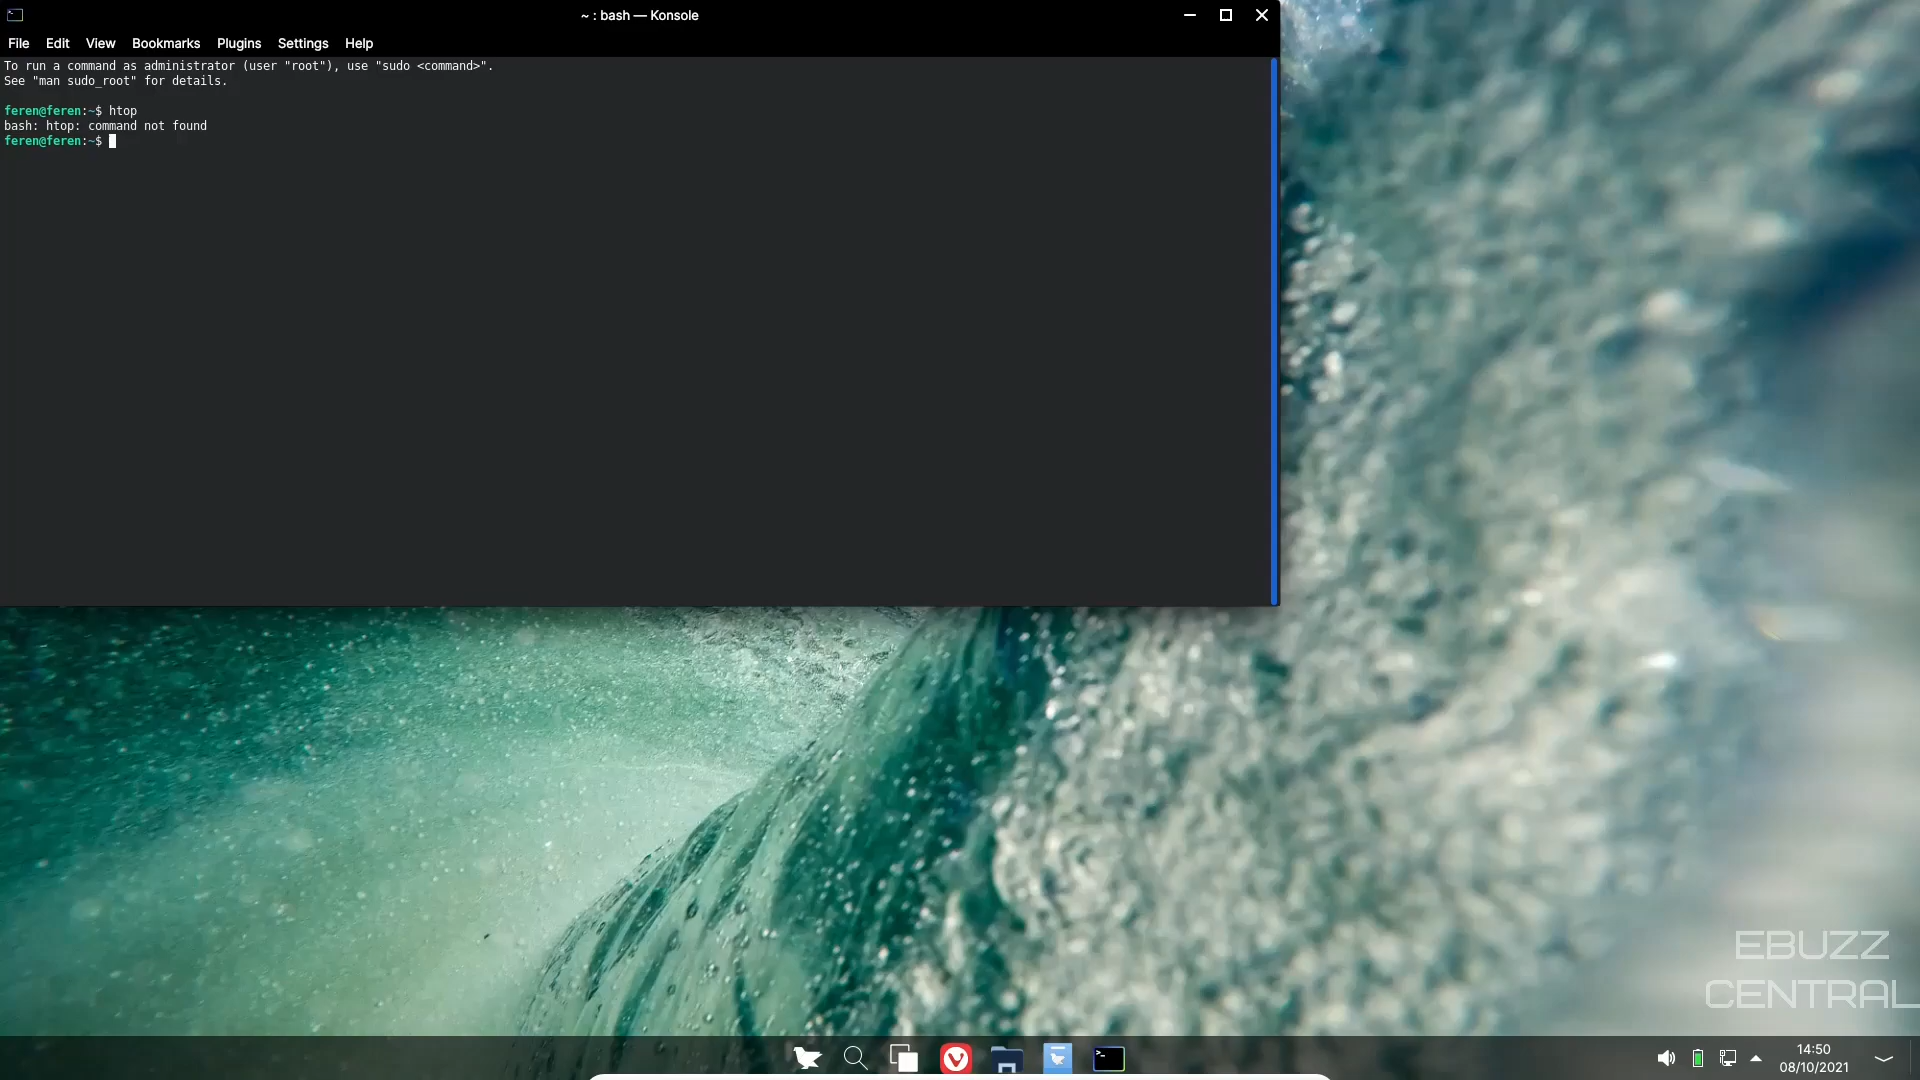 ~ : bash — Konsole
File Edit View Bookmarks Plugins Settings Help
To run a command as administrator (user "root"), use "sudo <command>".
See "man sudo_root" for details.
feren@feren:~$ htop
bash: htop: command not found
feren@feren:~$
EBUZZ
CENTRAL
14:50
08/10/2021